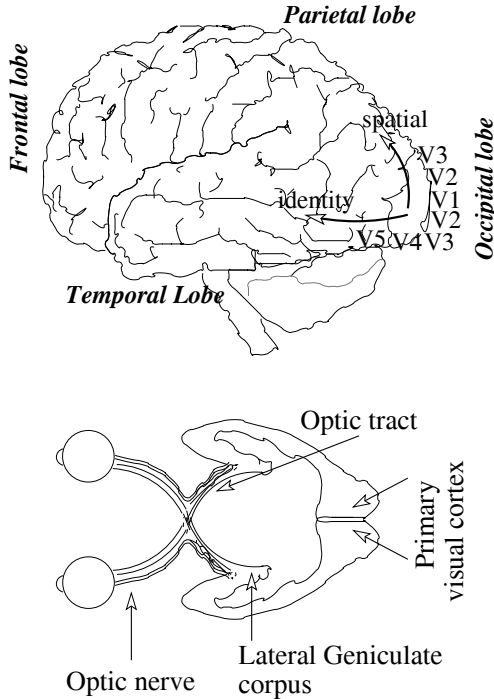 Parietal lobe
Frontal lobe
spatial
V3
V2
V1
V2
identity
V5 V4 V3
Occipital lobe
Temporal Lobe
Optic tract
Primary
visual cortex
Optic nerve
Lateral Geniculate
corpus